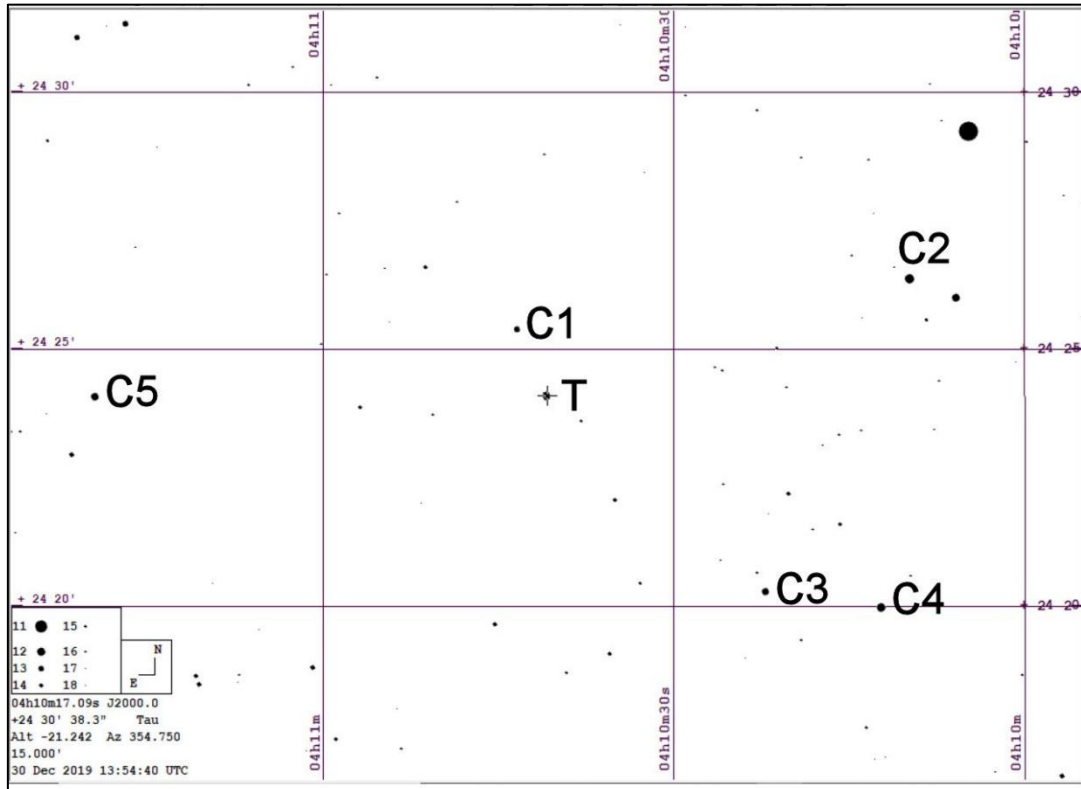 04h11
04h10m30
04h10
+ 24 30'
24 30
C2
C1
+ 24 25'
24 25
C5
T
C3
C4
+ 24 20'
24 20
11 15
12 16
13 17
14 18
N
E
04h10m17.09s J2000.0
+24 30' 38.3" Tau
Alt -21.242 Az 354.750
15.000'
30 Dec 2019 13:54:40 UTC
04h11m
04h10m30s
04h10m